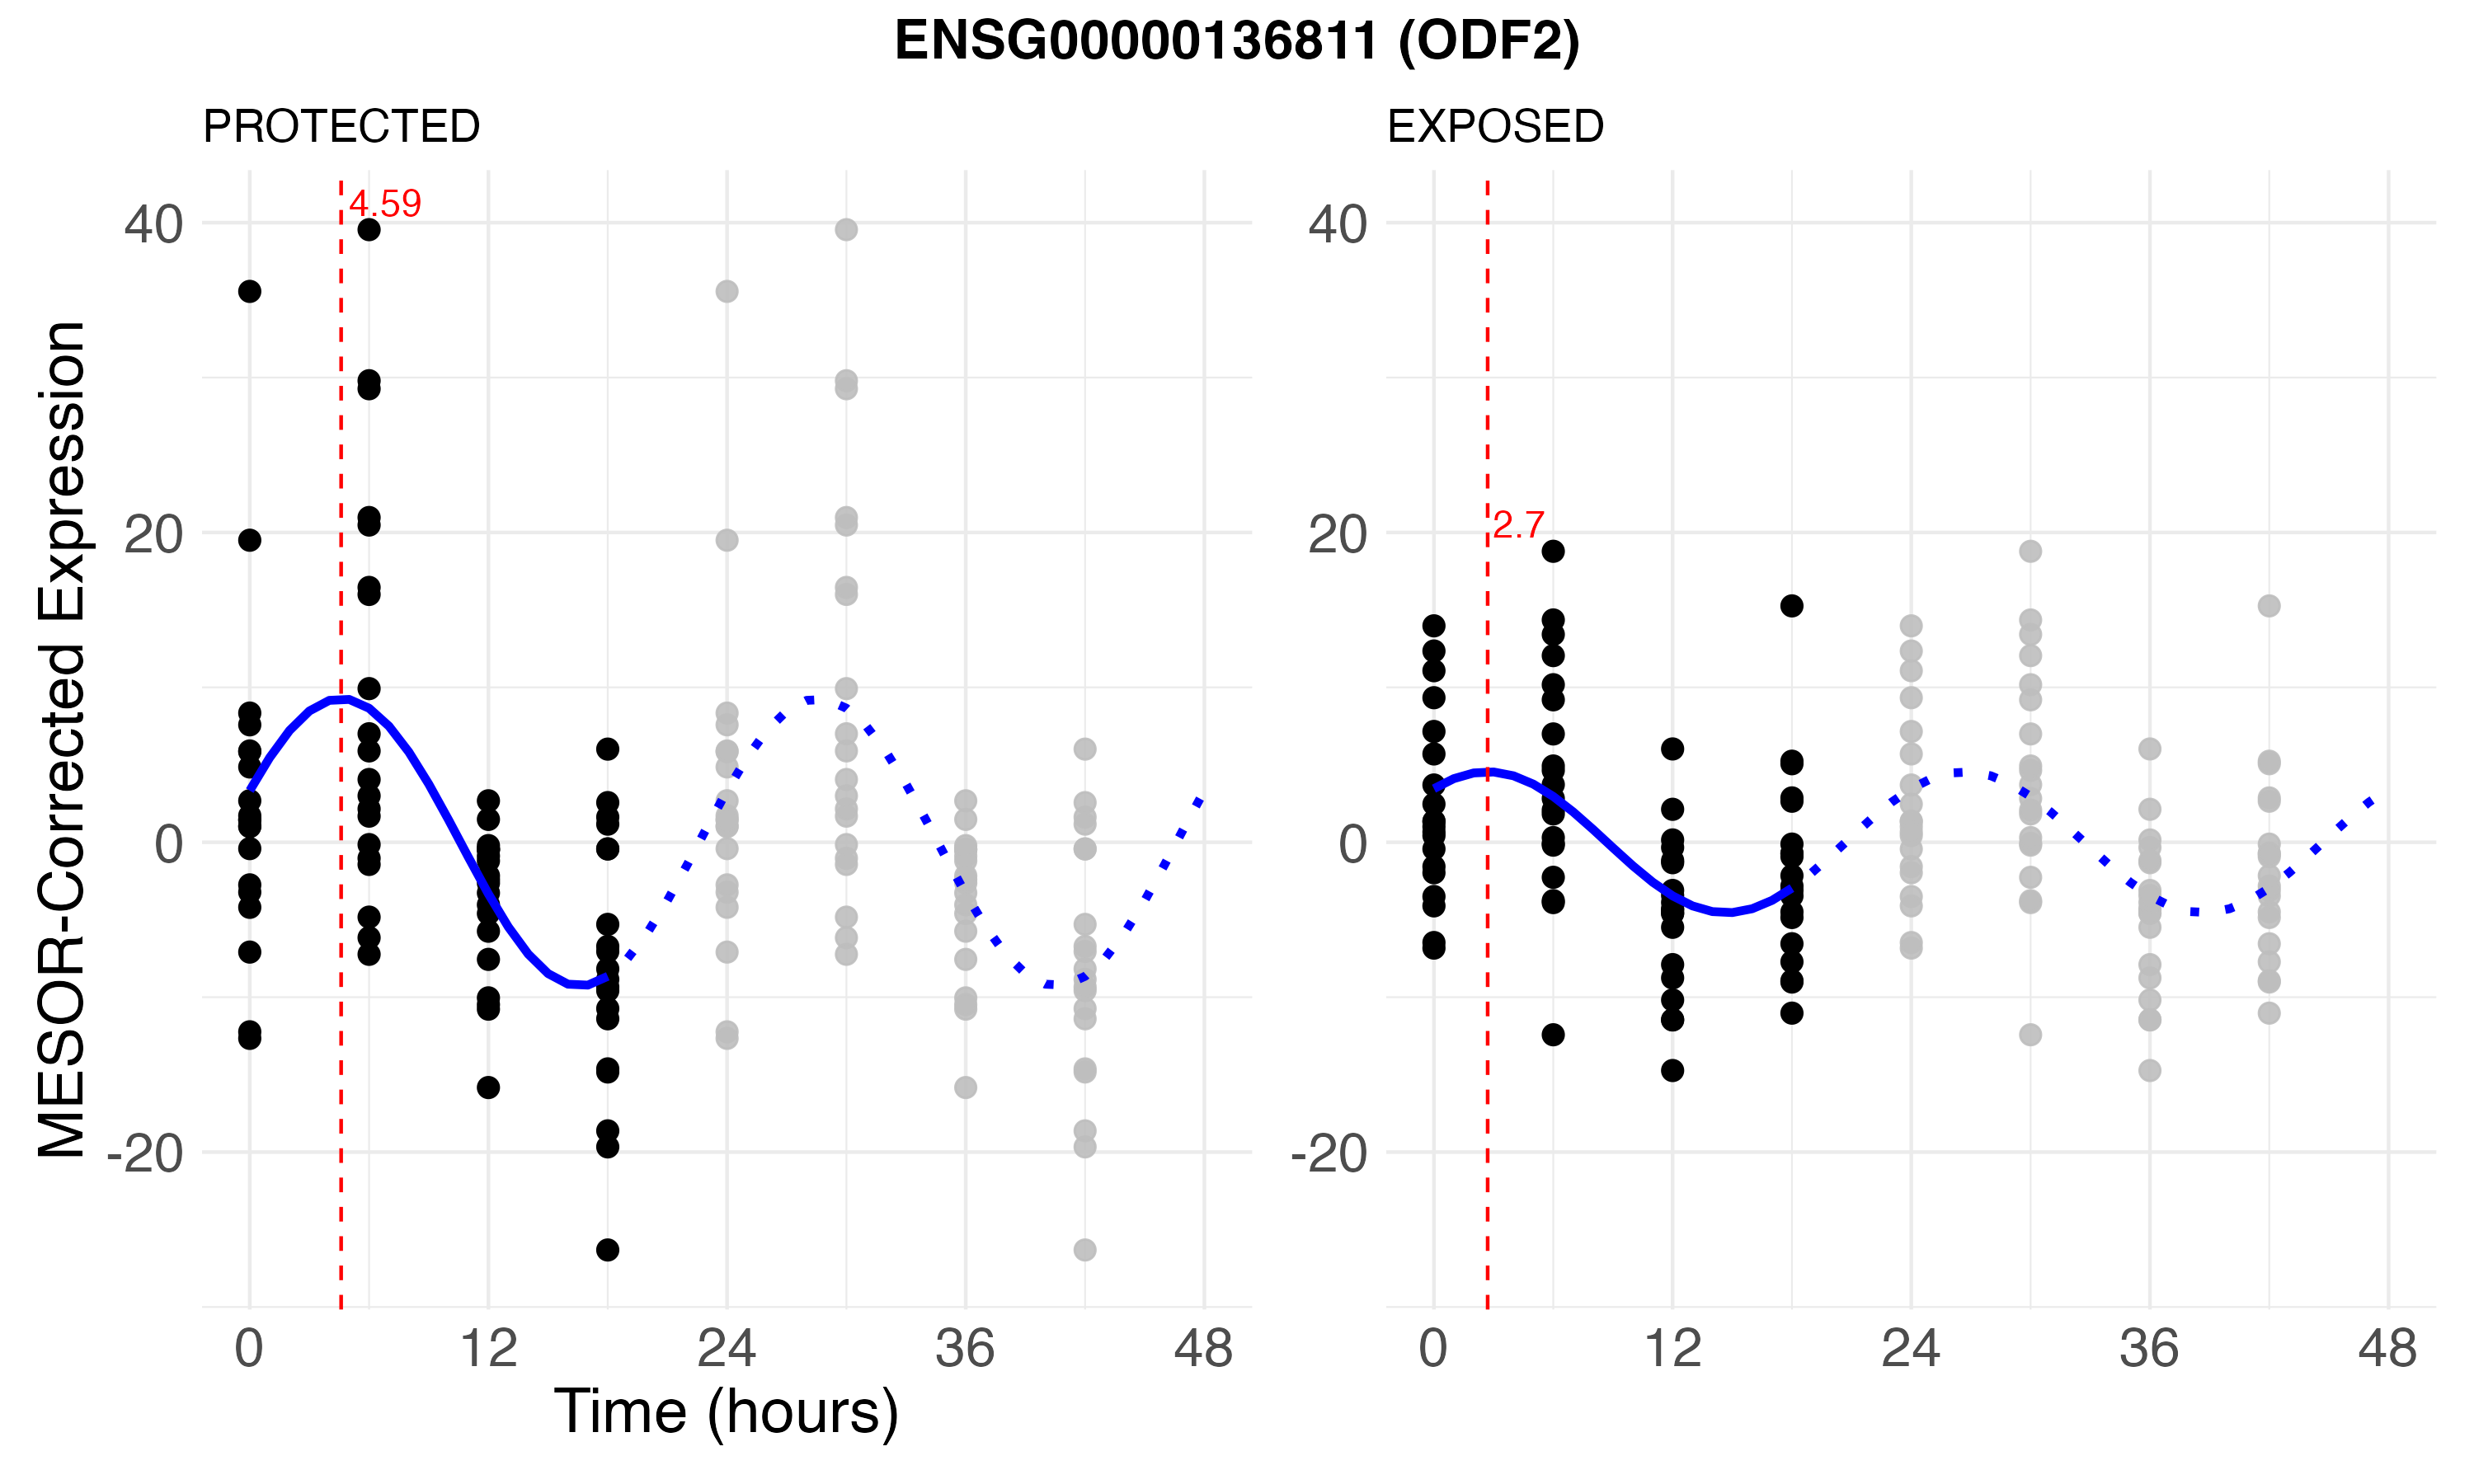 ENSG00000136811 (ODF2)
PROTECTED
EXPOSED
MESOR-Corrected Expression
40
20
0
-20
4.59
0 12 24 36 48
40
20
0
-20
2.7
0 12 24 36 48
Time (hours)